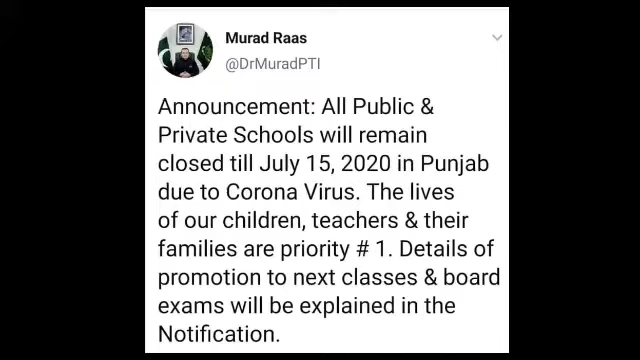 Murad Raas
@DrMuradPTI
Announcement: All Public &
Private Schools will remain
closed till July 15, 2020 in Punjab
due to Corona Virus. The lives
of our children, teachers & their
families are priority # 1. Details of
promotion to next classes & board
exams will be explained in the
Notification.